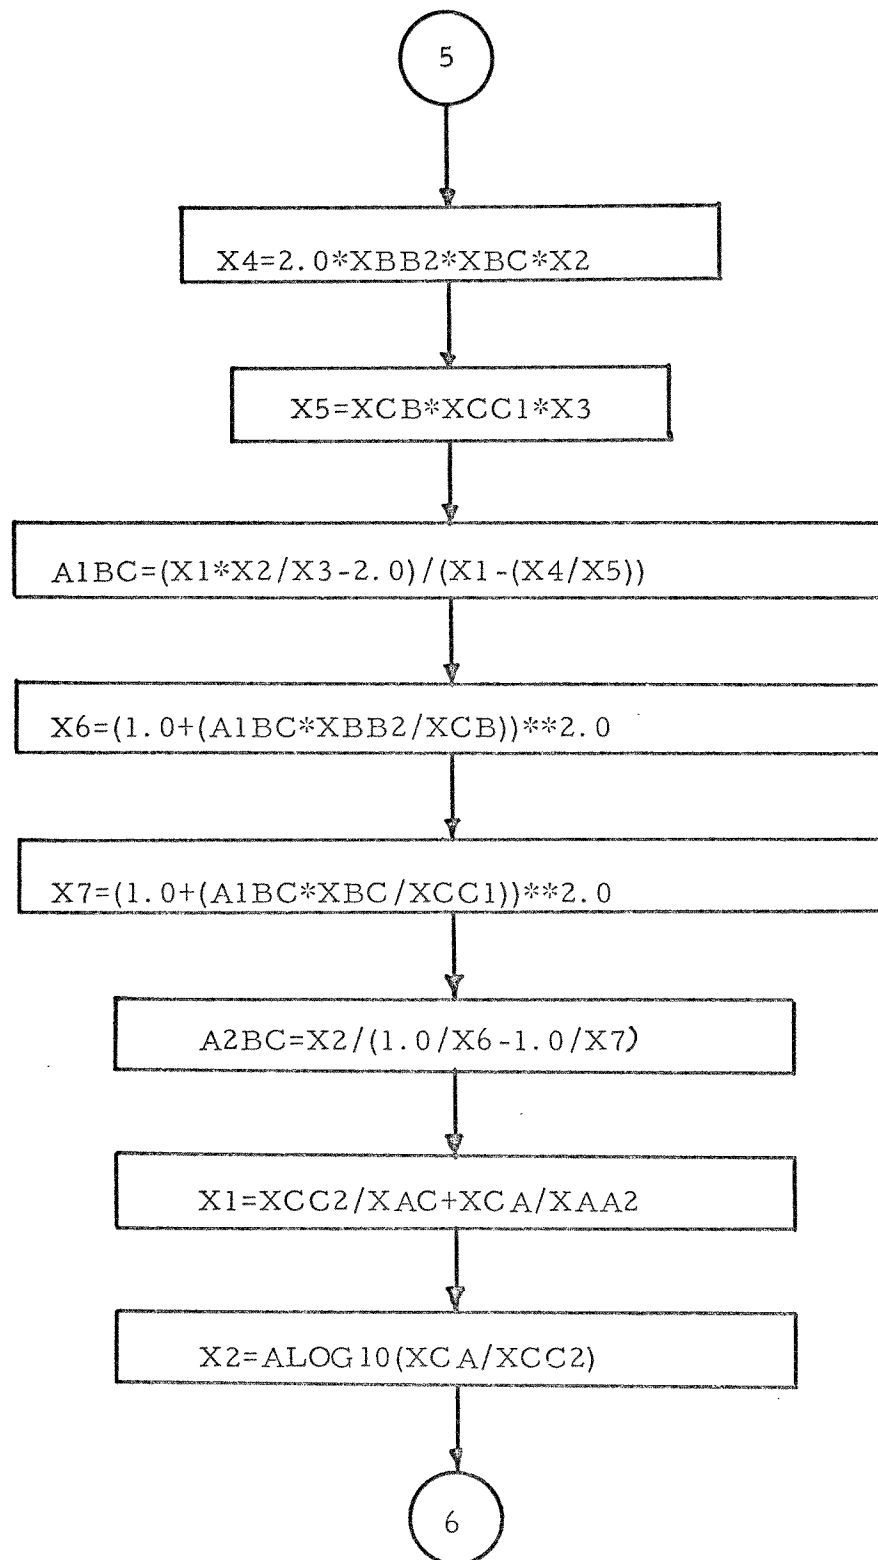 5
X4=2.0*XBB2*XBC*X2
X5=XCB*XCC1*X3
A1BC=(X1*X2/X3-2.0)/(X1-(X4/X5))
X6=(1.0+(A1BC*XBB2/XCB))**2.0
X7=(1.0+(A1BC*XBC/XCC1))**2.0
A2BC=X2/(1.0/X6-1.0/X7)
X1=XCC2/XAC+XCA/XAA2
X2=ALOG10(XCA/XCC2)
6